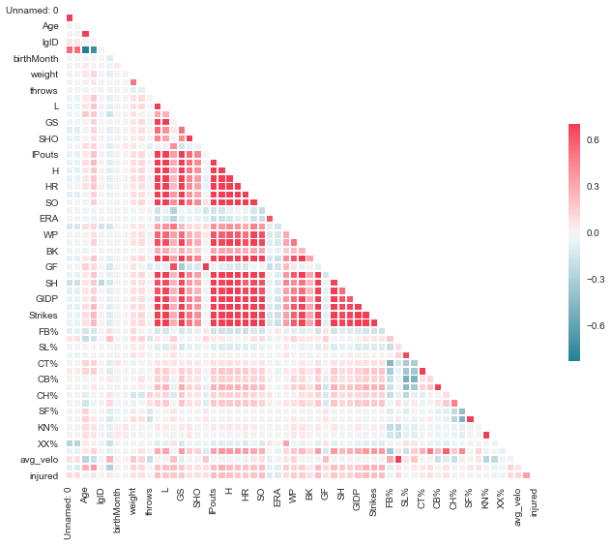 Unnamed: 0
Age
lgID
birthMonth
weight
throws
L
GS
SHO
IPouts
H
HR
SO
ERA
WP
BK
GF
SH
GIDP
Strikes
FB%
SL%
CT%
CB%
CH%
SF%
KN%
XX%
avg_velo
injured
0.6
0.3
0.0
−0.3
−0.6
Unnamed: 0
Age
lgID
birthMonth
weight
throws
L
GS
SHO
IPouts
H
HR
SO
ERA
WP
BK
GF
SH
GIDP
Strikes
FB%
SL%
CT%
CB%
CH%
SF%
KN%
XX%
avg_velo
injured